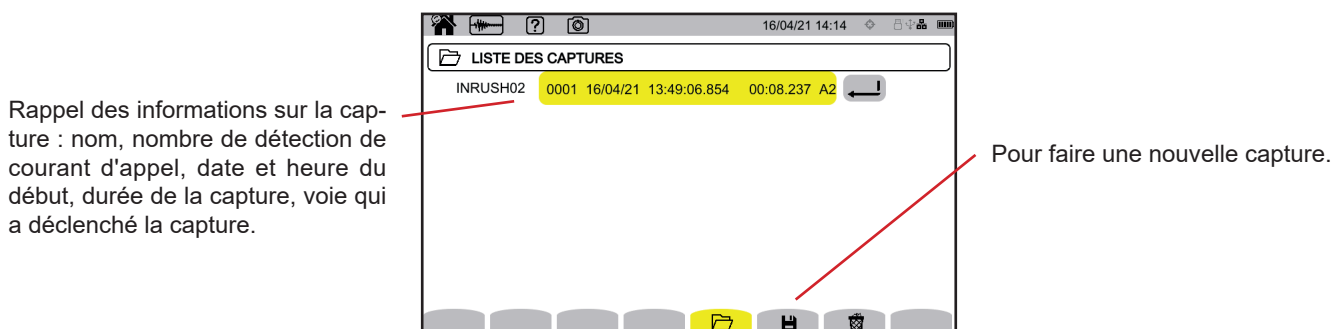 16/04/21 14:14
LISTE DES CAPTURES
INRUSH02 0001 16/04/21 13:49:06.854 00:08.237 A2
Rappel des informations sur la cap-
ture : nom, nombre de détection de
courant d'appel, date et heure du
début, durée de la capture, voie qui
a déclenché la capture.
Pour faire une nouvelle capture.